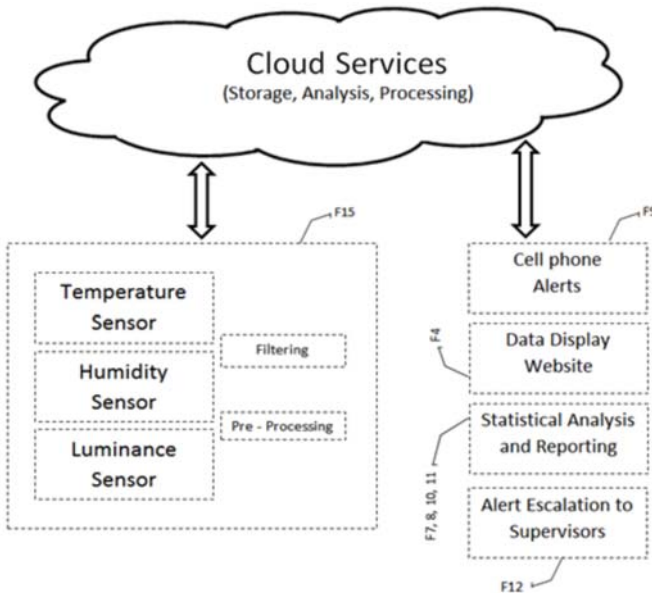 Cloud Services
(Storage, Analysis, Processing)
F15
Temperature
Sensor
Filtering
Humidity
Sensor
Pre - Processing
Luminance
Sensor
Cell phone
Alerts
F4
Data Display
Website
Statistical Analysis
and Reporting
F7, 8, 10, 11
Alert Escalation to
Supervisors
F12